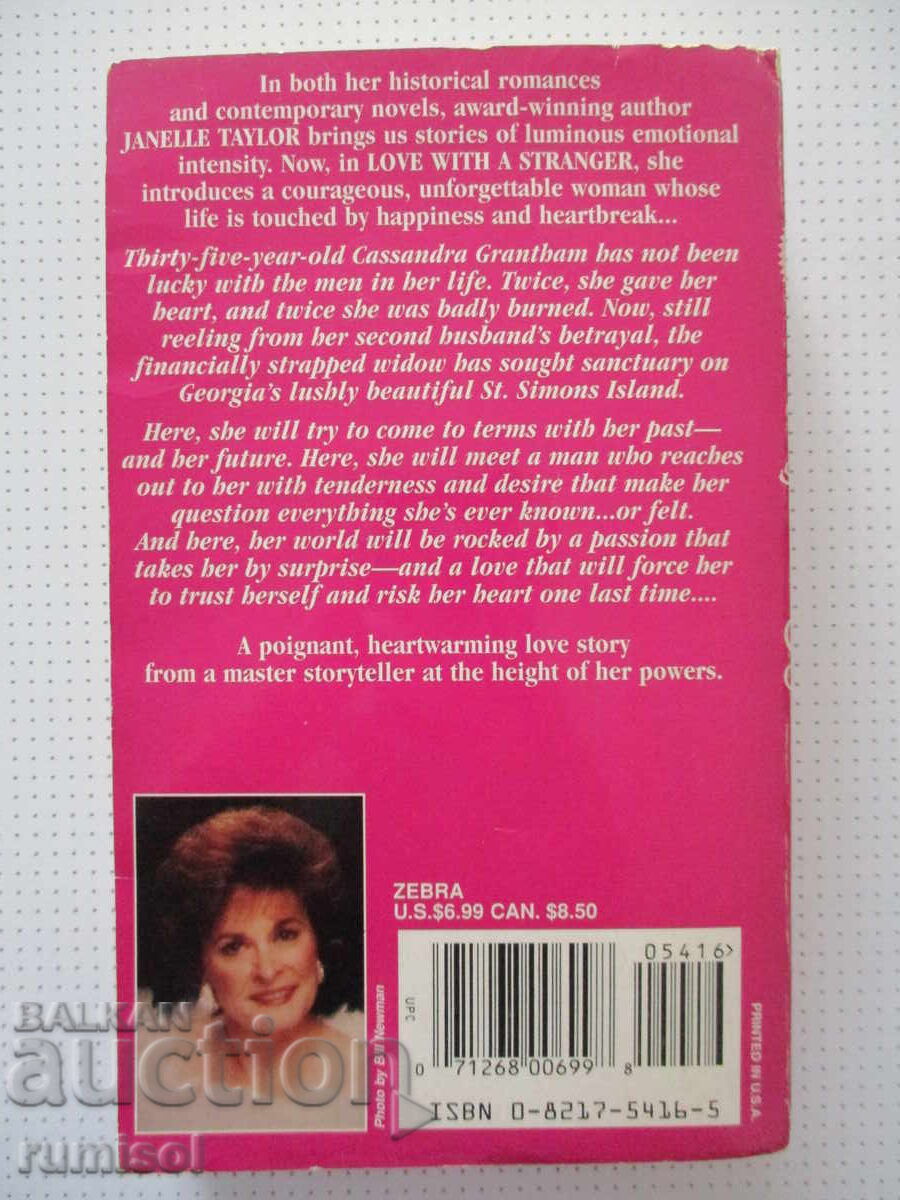 In both her historical romances
and contemporary novels, award-winning author
JANELLE TAYLOR brings us stories of luminous emotional
intensity. Now, in LOVE WITH A STRANGER, she
introduces a courageous, unforgettable woman whose
life is touched by happiness and heartbreak...
Thirty-five-year-old Cassandra Grantham has not been
lucky with the men in her life. Twice, she gave her
heart, and twice she was badly burned. Now, still
reeling from her second husband's betrayal, the
financially strapped widow has sought sanctuary on
Georgia's lushly beautiful St. Simons Island.
Here, she will try to come to terms with her past—
and her future. Here, she will meet a man who reaches
out to her with tenderness and desire that make her
question everything she's ever known...or felt.
And here, her world will be rocked by a passion that
takes her by surprise—and a love that will force her
to trust herself and risk her heart one last time....
A poignant, heartwarming love story
from a master storyteller at the height of her powers.
Photo by Bill Newman
ZEBRA
U.S.$6.99 CAN. $8.50
UPC
05416
0 71268 00699 8
ISBN 0-8217-5416-5
PRINTED IN U.S.A.
BALKAN
auction
rumisol